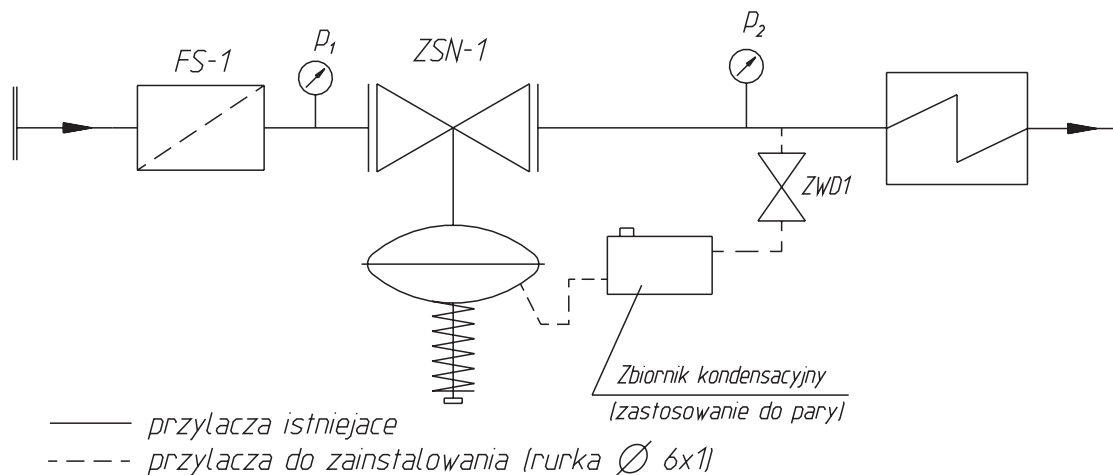 P1
P2
FS-1
ZSN-1
ZWD1
Zbiornik kondensacyjny
(zastosowanie do pary)
przylacza istniejace
przylacza do zainstalowania (rurka Ø 6x1)